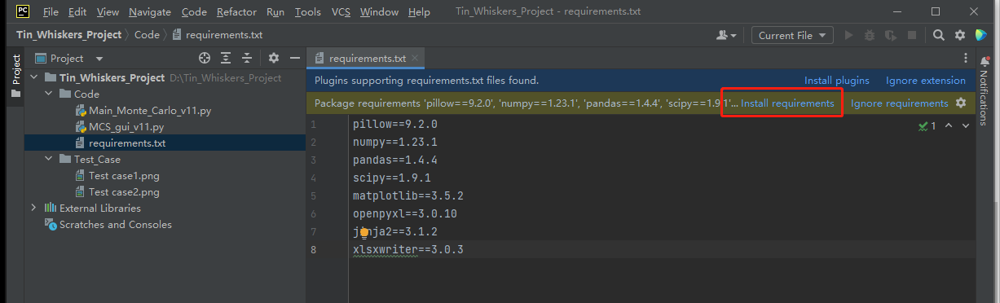 PC File Edit View Navigate Code Refactor Run Tools VCS Window Help Tin_Whiskers_Project - requirements.txt
Tin_Whiskers_Project Code requirements.txt Current File
Project
Project
requirements.txt
Tin_Whiskers_Project D:\Tin_Whiskers_Project
Code
Main_Monte_Carlo_v11.py
MCS_gui_v11.py
requirements.txt
Test_Case
Test case1.png
Test case2.png
External Libraries
Scratches and Consoles
Plugins supporting requirements.txt files found. Install plugins Ignore extension
Package requirements 'pillow==9.2.0', 'numpy==1.23.1', 'pandas==1.4.4', 'scipy==1.9.1'... Install requirements Ignore requirements
1 pillow==9.2.0
2 numpy==1.23.1
3 pandas==1.4.4
4 scipy==1.9.1
5 matplotlib==3.5.2
6 openpyxl==3.0.10
7 jinja2==3.1.2
8 xlsxwriter==3.0.3
1
Notifications